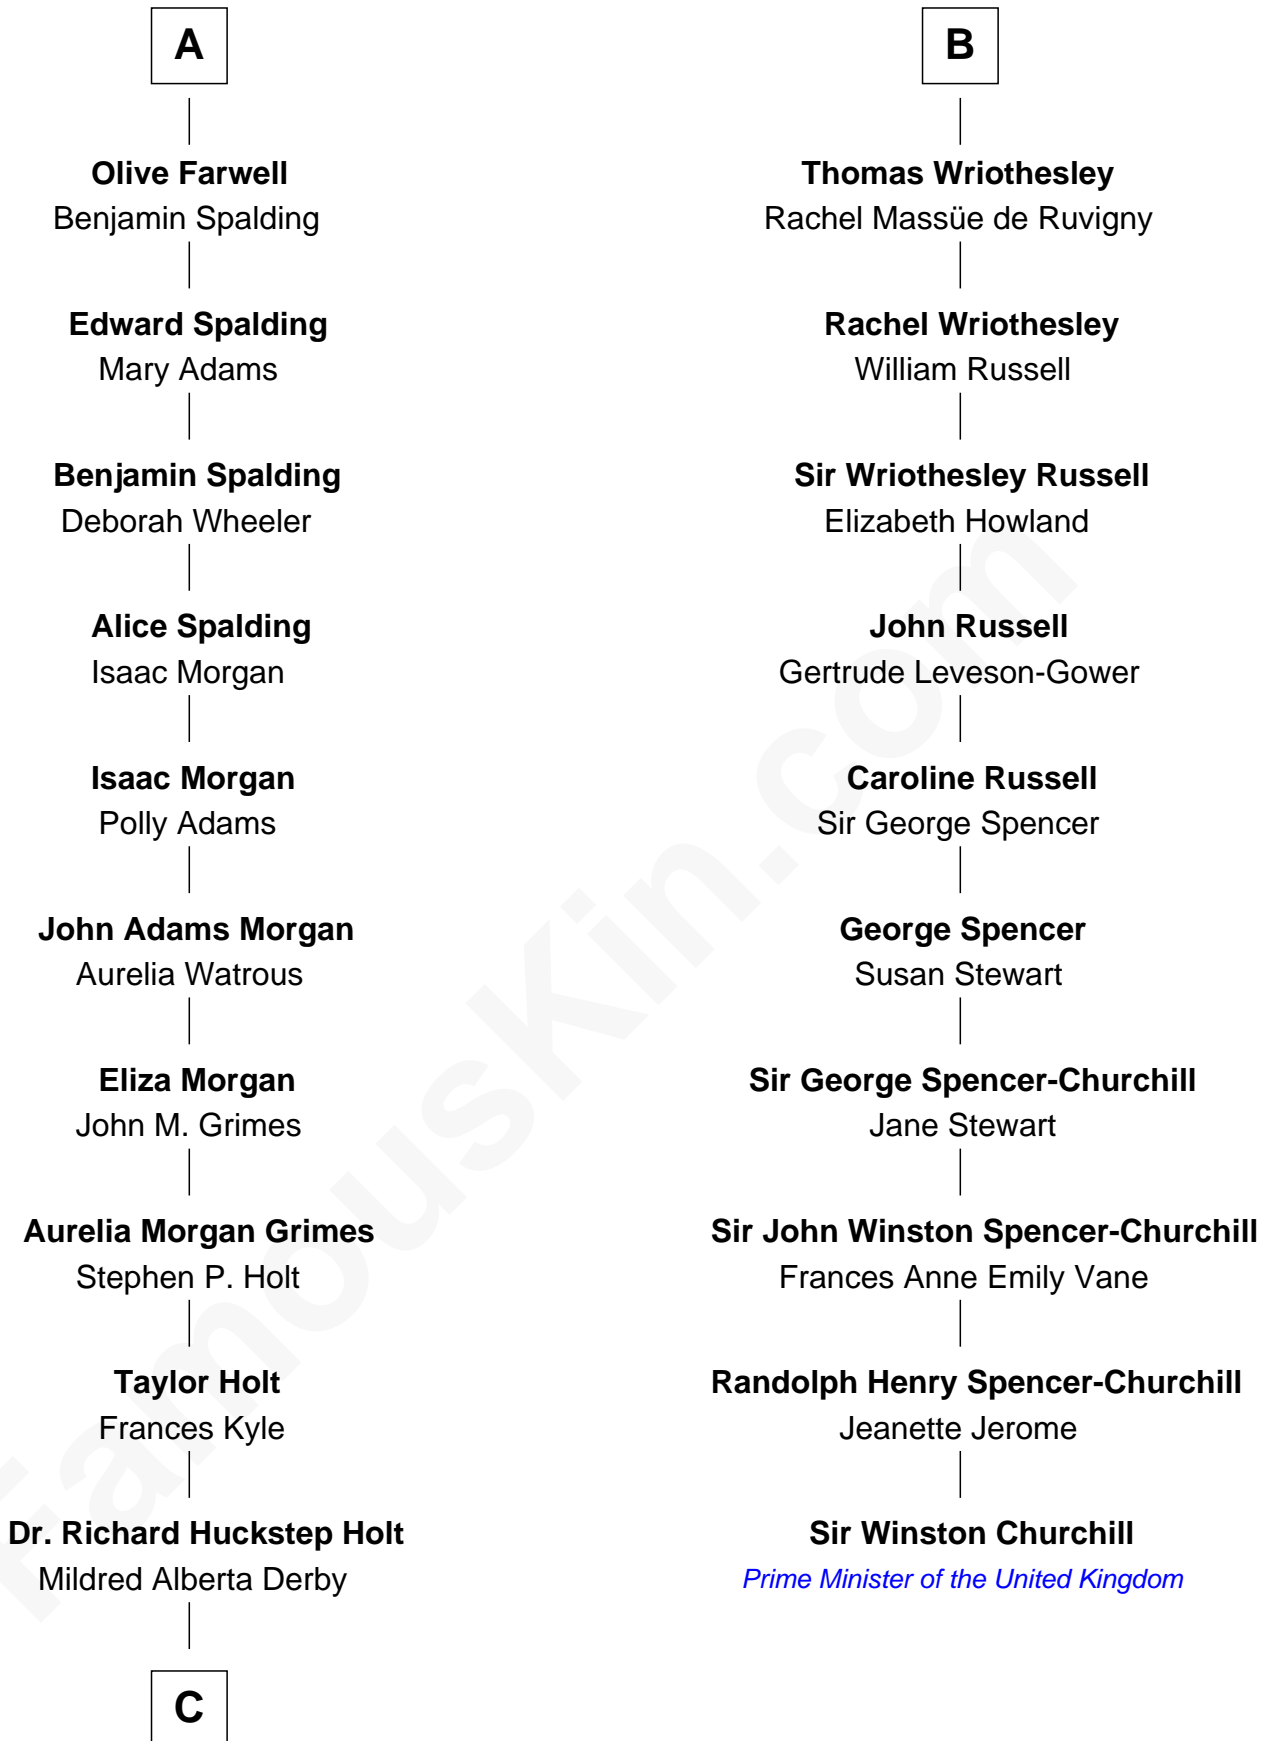 A
Olive Farwell
Benjamin Spalding
Edward Spalding
Mary Adams
Benjamin Spalding
Deborah Wheeler
Alice Spalding
Isaac Morgan
Isaac Morgan
Polly Adams
John Adams Morgan
Aurelia Watrous
Eliza Morgan
John M. Grimes
Aurelia Morgan Grimes
Stephen P. Holt
Taylor Holt
Frances Kyle
Dr. Richard Huckstep Holt
Mildred Alberta Derby
C
B
Thomas Wriothesley
Rachel Massüe de Ruvigny
Rachel Wriothesley
William Russell
Sir Wriothesley Russell
Elizabeth Howland
John Russell
Gertrude Leveson-Gower
Caroline Russell
Sir George Spencer
George Spencer
Susan Stewart
Sir George Spencer-Churchill
Jane Stewart
Sir John Winston Spencer-Churchill
Frances Anne Emily Vane
Randolph Henry Spencer-Churchill
Jeanette Jerome
Sir Winston Churchill
Prime Minister of the United Kingdom
FamousKin.com